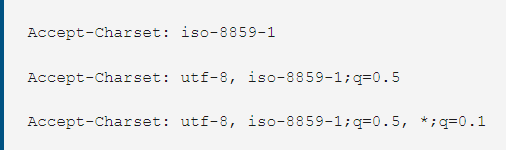 Accept-Charset: iso-8859-1
Accept-Charset: utf-8, iso-8859-1;q=0.5
Accept-Charset: utf-8, iso-8859-1;q=0.5, *;q=0.1